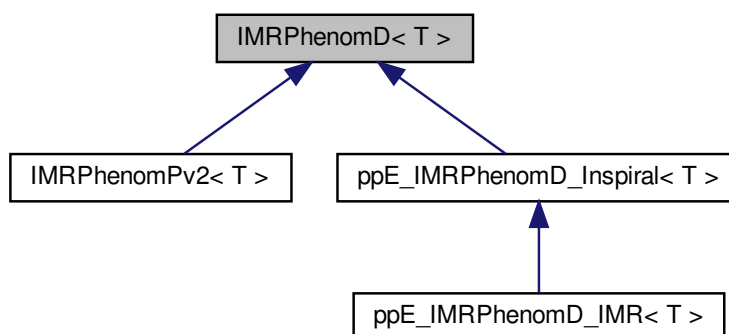 IMRPhenomD< T >
IMRPhenomPv2< T >
ppE_IMRPhenomD_Inspiral< T >
ppE_IMRPhenomD_IMR< T >